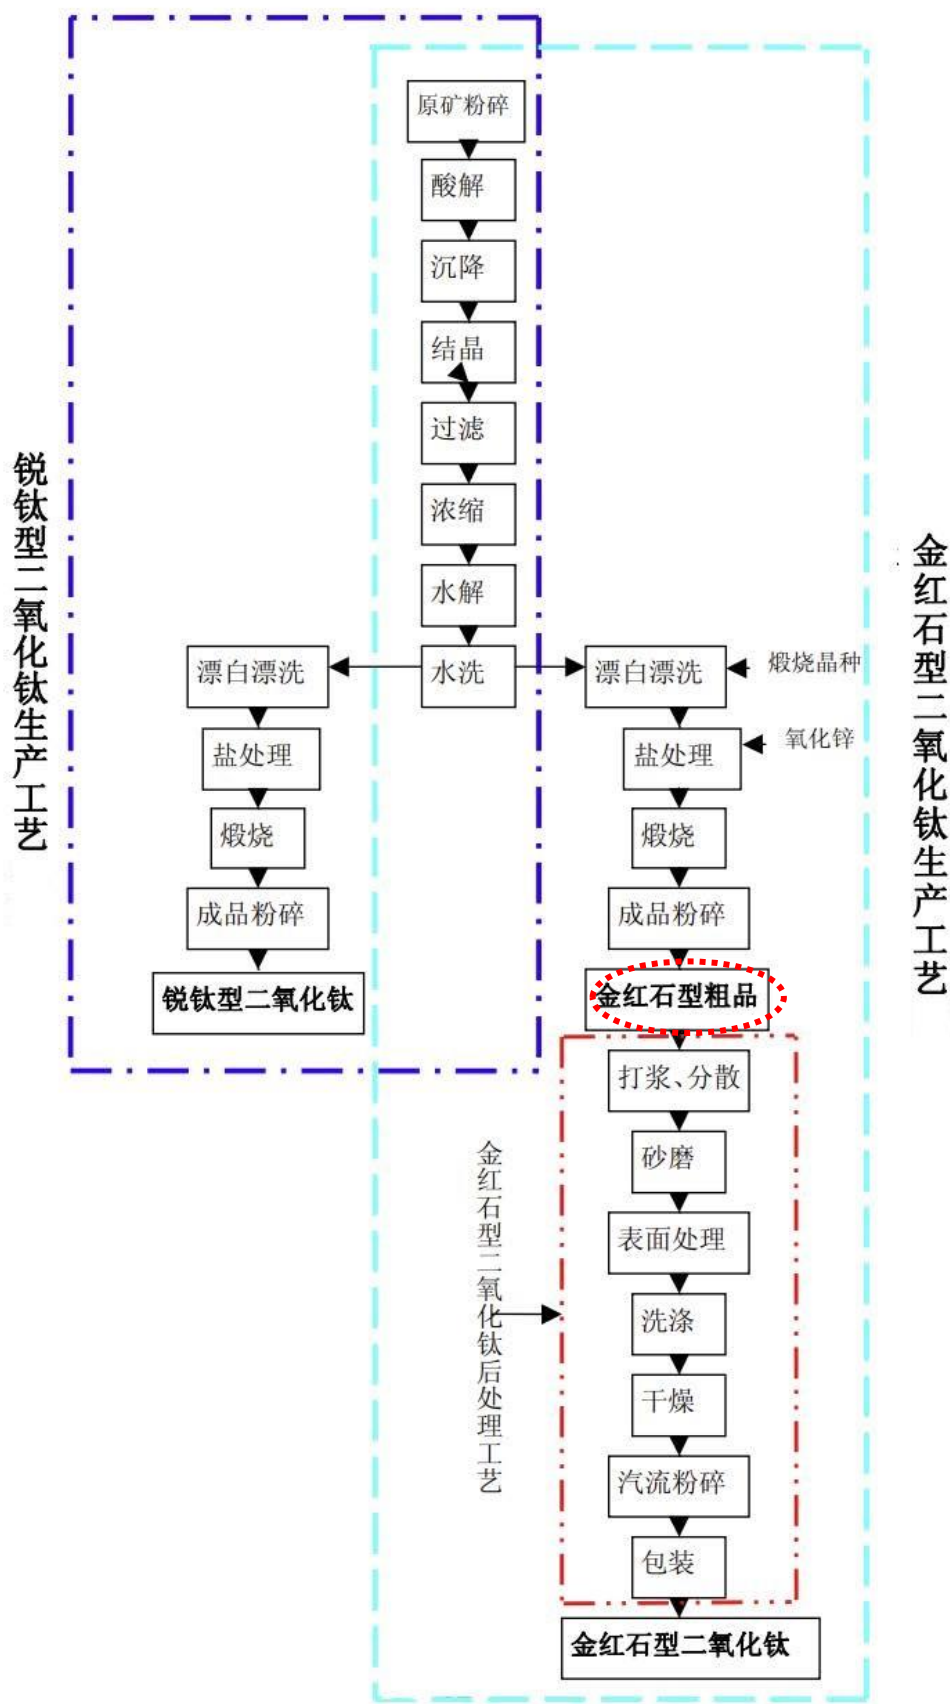 原矿粉碎
酸解
沉降
结晶
过滤
浓缩
水解
水洗
锐钛型二氧化钛生产工艺
漂白漂洗
盐处理
煅烧
成品粉碎
锐钛型二氧化钛
金红石型二氧化钛生产工艺
漂白漂洗
煅烧晶种
盐处理
氧化锌
煅烧
成品粉碎
金红石型粗品
金红石型二氧化钛后处理工艺
打浆、分散
砂磨
表面处理
洗涤
干燥
汽流粉碎
包装
金红石型二氧化钛